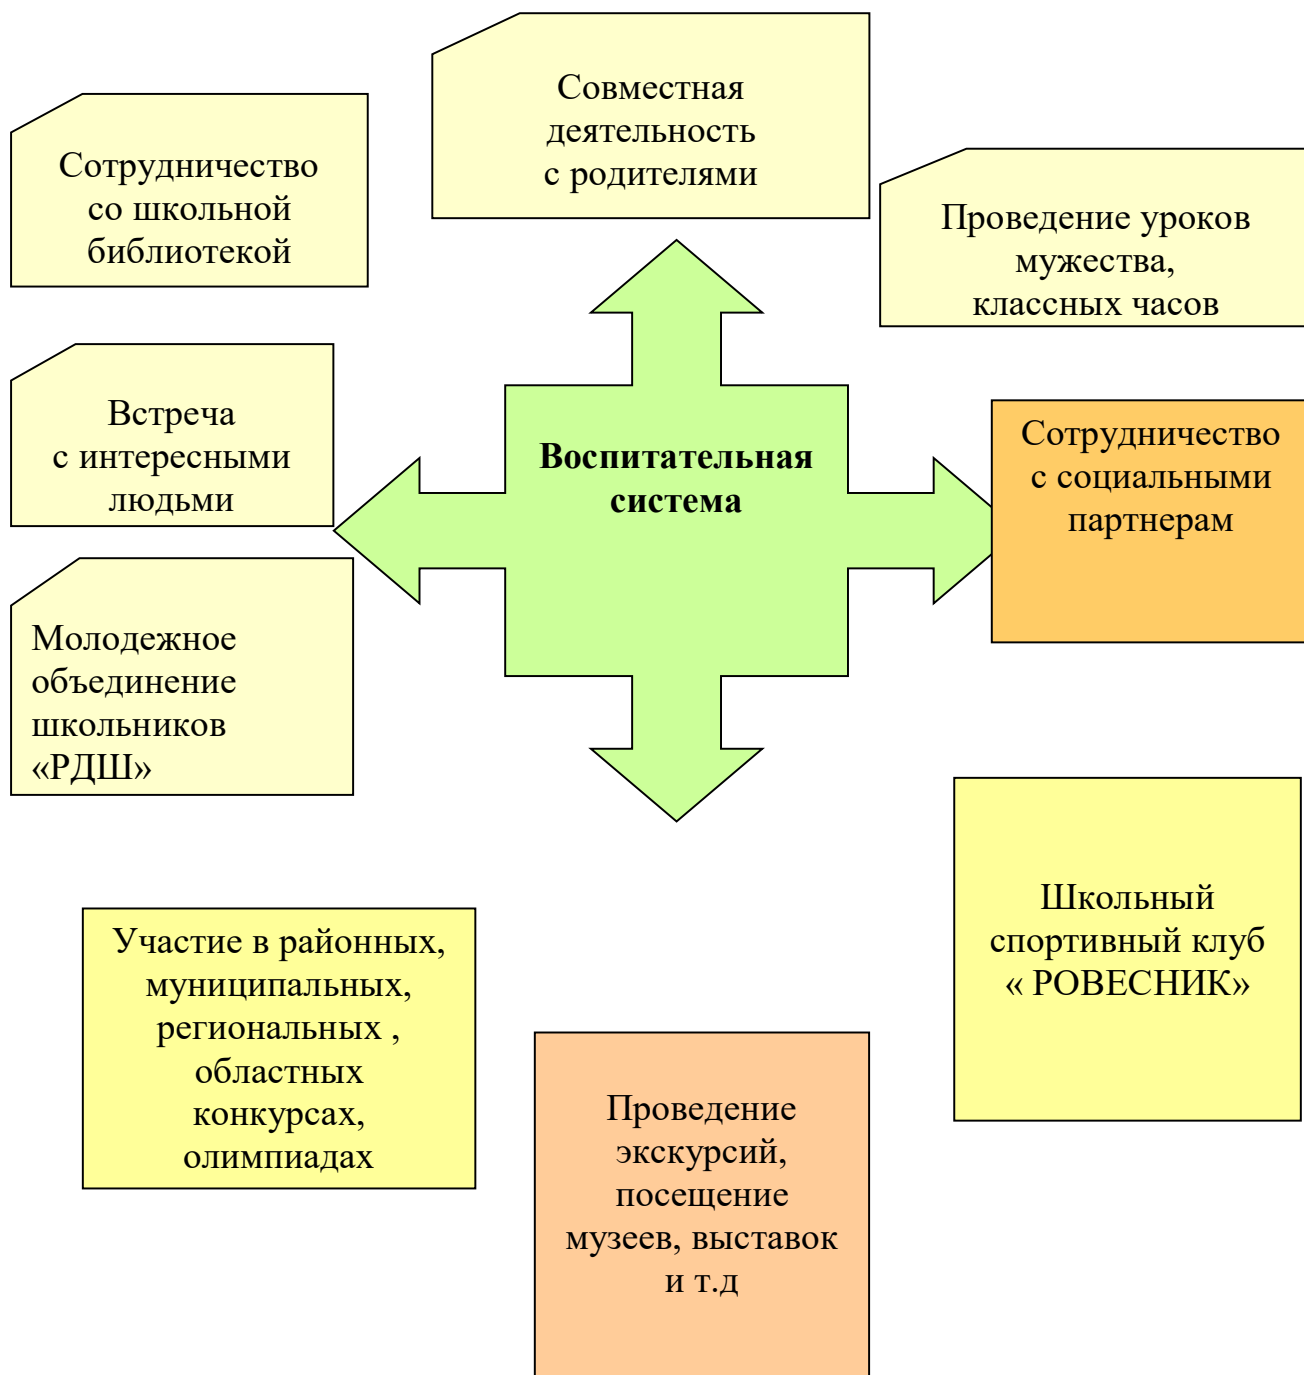 Совместная
деятельность
с родителями
Сотрудничество
со школьной
библиотекой
Проведение уроков
мужества,
классных часов
Встреча
с интересными
людьми
Воспитательная
система
Сотрудничество
с социальными
партнерам
Молодежное
объединение
школьников
«РДШ»
Школьный
спортивный клуб
« РОВЕСНИК»
Участие в районных,
муниципальных,
региональных ,
областных
конкурсах,
олимпиадах
Проведение
экскурсий,
посещение
музеев, выставок
и т.д